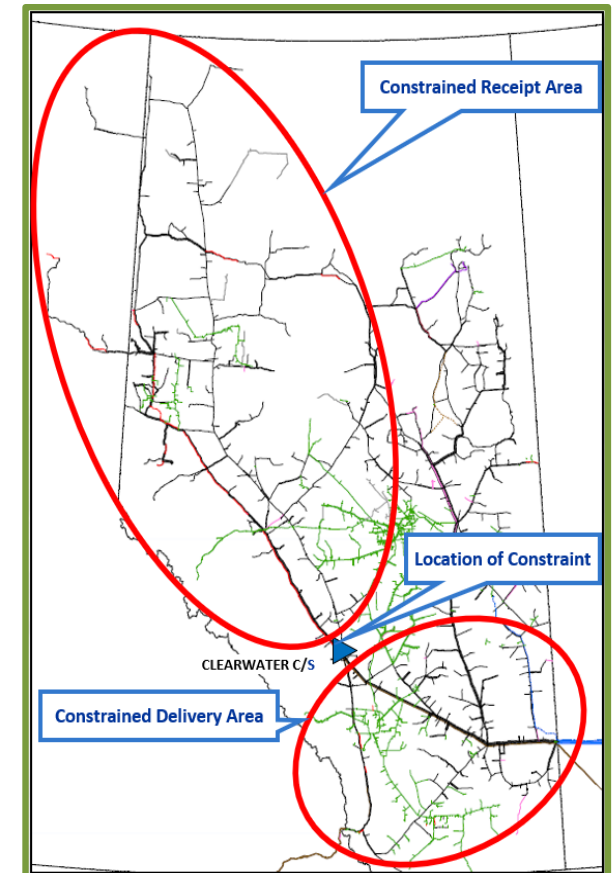 Constrained Receipt Area
Location of Constraint
CLEARWATER C/S
Constrained Delivery Area